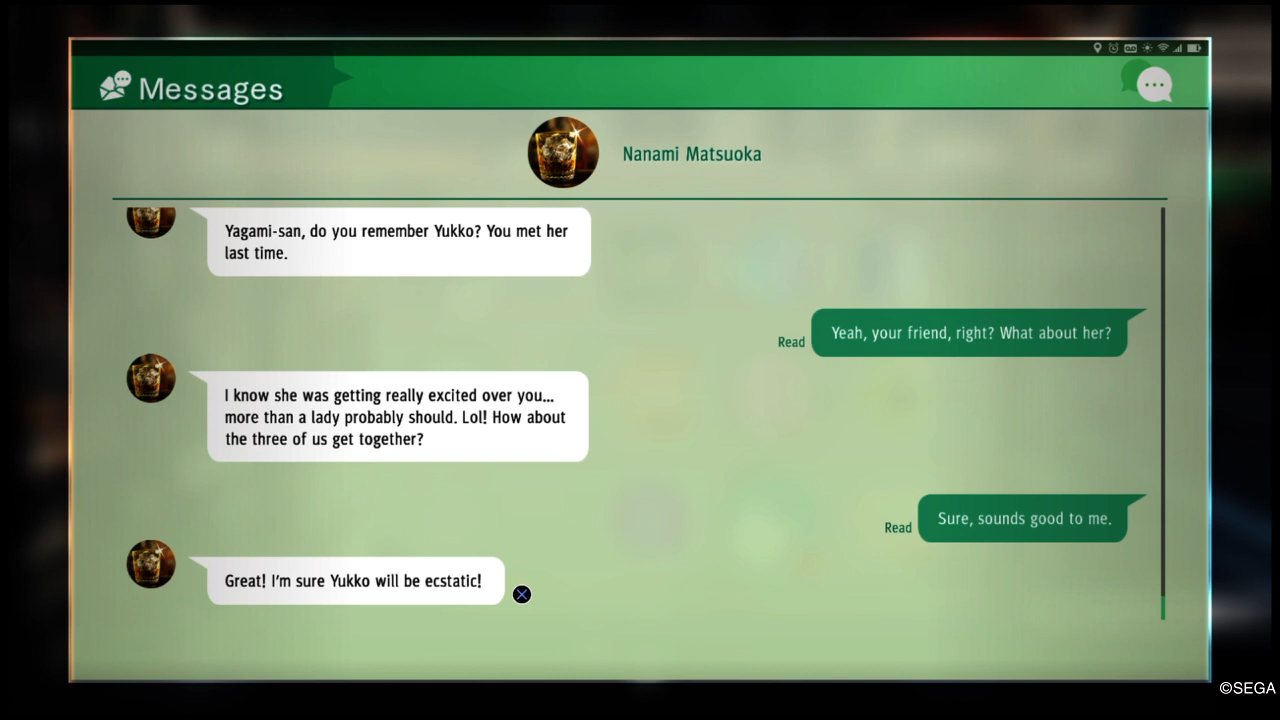 Messages
Nanami Matsuoka
Yagami-san, do you remember Yukko? You met her
last time.
Yeah, your friend, right? What about her?
Read
I know she was getting really excited over you...
more than a lady probably should. Lol! How about
the three of us get together?
Sure, sounds good to me.
Read
Great! I'm sure Yukko will be ecstatic!
©SEGA